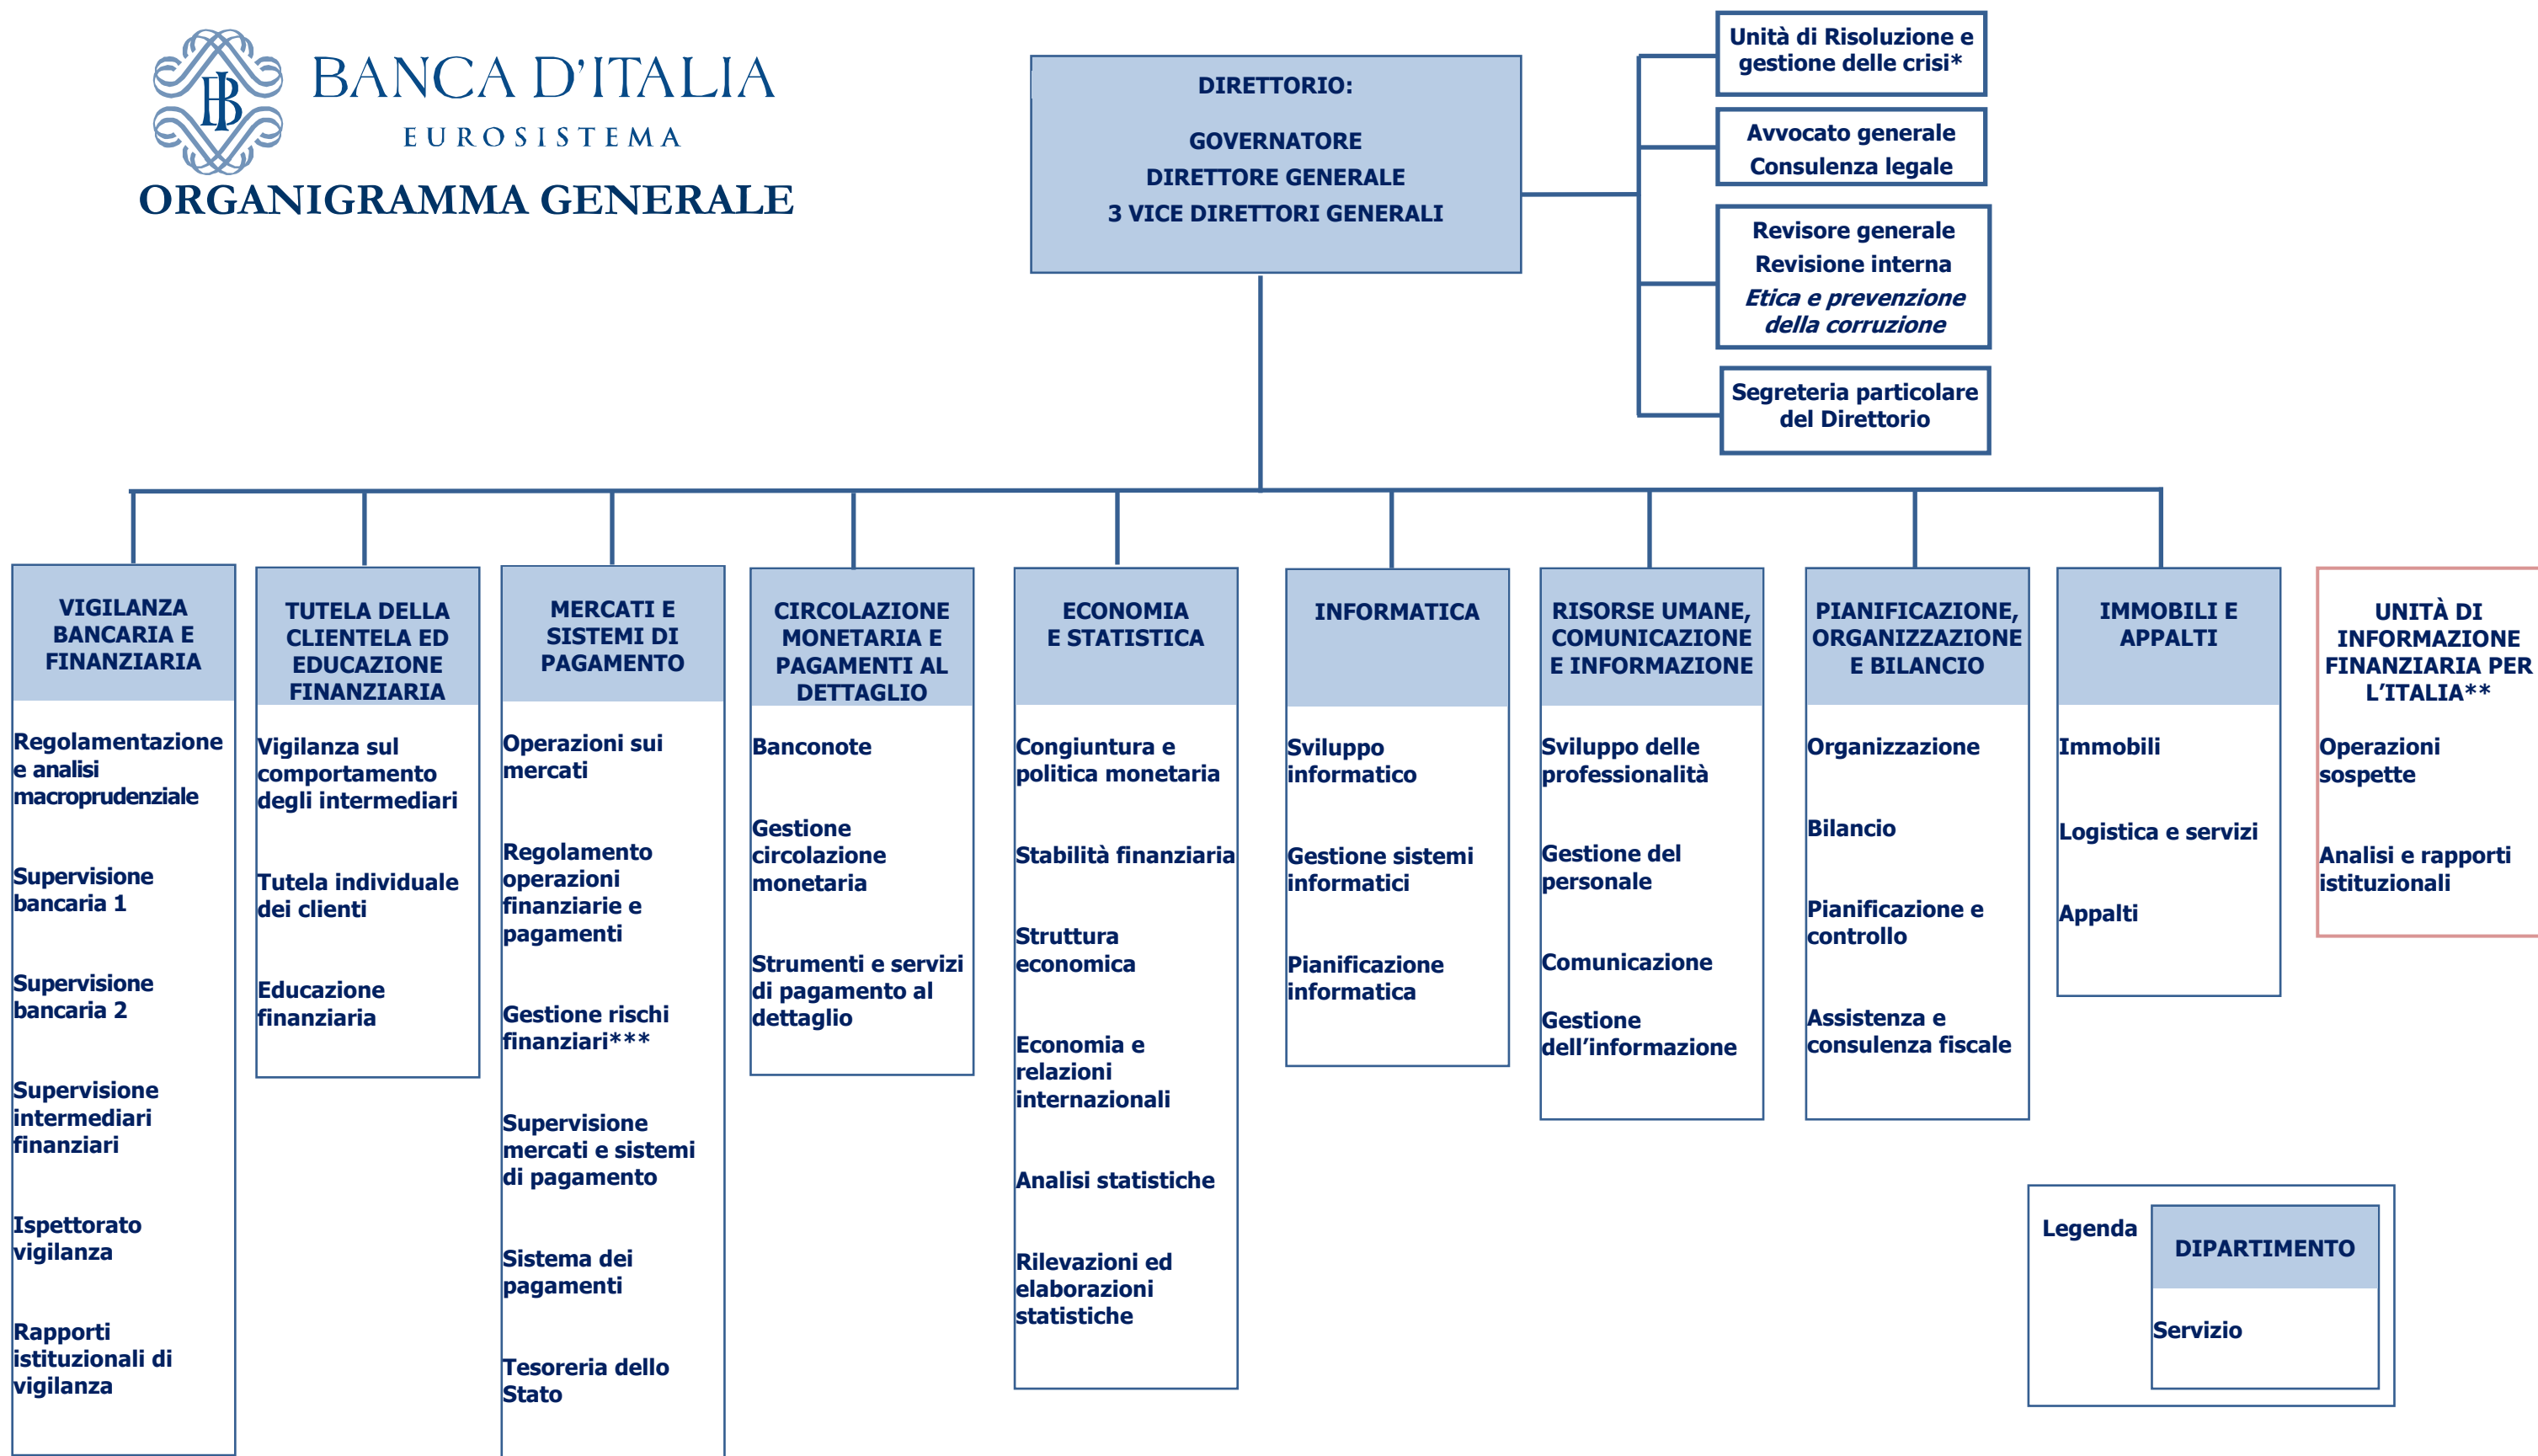 BANCA D'ITALIA
EUROSISTEMA
ORGANIGRAMMA GENERALE
DIRETTORIO:
GOVERNATORE
DIRETTORE GENERALE
3 VICE DIRETTORI GENERALI
Unità di Risoluzione e
gestione delle crisi*
Avvocato generale
Consulenza legale
Revisore generale
Revisione interna
Etica e prevenzione
della corruzione
Segreteria particolare
del Direttorio
VIGILANZA
BANCARIA E
FINANZIARIA
Regolamentazione
e analisi
macroprudenziale
Supervisione
bancaria 1
Supervisione
bancaria 2
Supervisione
intermediari
finanziari
Ispettorato
vigilanza
Rapporti
istituzionali di
vigilanza
TUTELA DELLA
CLIENTELA ED
EDUCAZIONE
FINANZIARIA
Vigilanza sul
comportamento
degli intermediari
Tutela individuale
dei clienti
Educazione
finanziaria
MERCATI E
SISTEMI DI
PAGAMENTO
Operazioni sui
mercati
Regolamento
operazioni
finanziarie e
pagamenti
Gestione rischi
finanziari***
Supervisione
mercati e sistemi
di pagamento
Sistema dei
pagamenti
Tesoreria dello
Stato
CIRCOLAZIONE
MONETARIA E
PAGAMENTI AL
DETTAGLIO
Banconote
Gestione
circolazione
monetaria
Strumenti e servizi
di pagamento al
dettaglio
ECONOMIA
E STATISTICA
Congiuntura e
politica monetaria
Stabilità finanziaria
Struttura
economica
Economia e
relazioni
internazionali
Analisi statistiche
Rilevazioni ed
elaborazioni
statistiche
INFORMATICA
Sviluppo
informatico
Gestione sistemi
informatici
Pianificazione
informatica
RISORSE UMANE,
COMUNICAZIONE
E INFORMAZIONE
Sviluppo delle
professionalità
Gestione del
personale
Comunicazione
Gestione
dell’informazione
PIANIFICAZIONE,
ORGANIZZAZIONE
E BILANCIO
Organizzazione
Bilancio
Pianificazione e
controllo
Assistenza e
consulenza fiscale
IMMOBILI E
APPALTI
Immobili
Logistica e servizi
Appalti
UNITÀ DI
INFORMAZIONE
FINANZIARIA PER
L’ITALIA**
Operazioni
sospette
Analisi e rapporti
istituzionali
Legenda
DIPARTIMENTO
Servizio